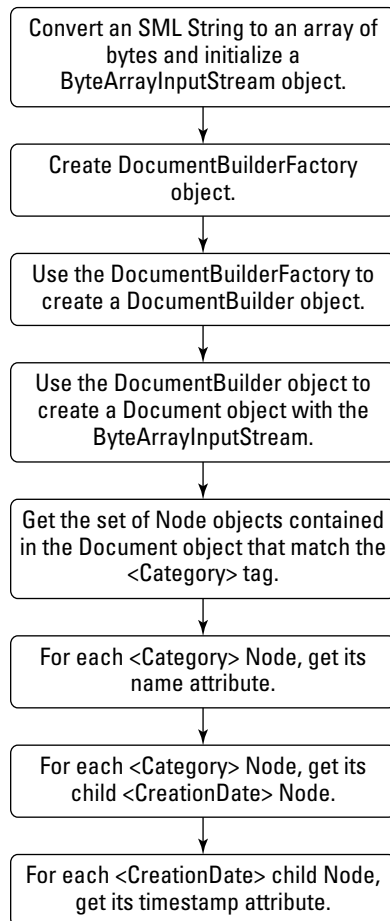 Convert an SML String to an array of
bytes and initialize a
ByteArrayInputStream object.
Create DocumentBuilderFactory
object.
Use the DocumentBuilderFactory to
create a DocumentBuilder object.
Use the DocumentBuilder object to
create a Document object with the
ByteArrayInputStream.
Get the set of Node objects contained
in the Document object that match the
<Category> tag.
For each <Category> Node, get its
name attribute.
For each <Category> Node, get its
child <CreationDate> Node.
For each <CreationDate> child Node,
get its timestamp attribute.